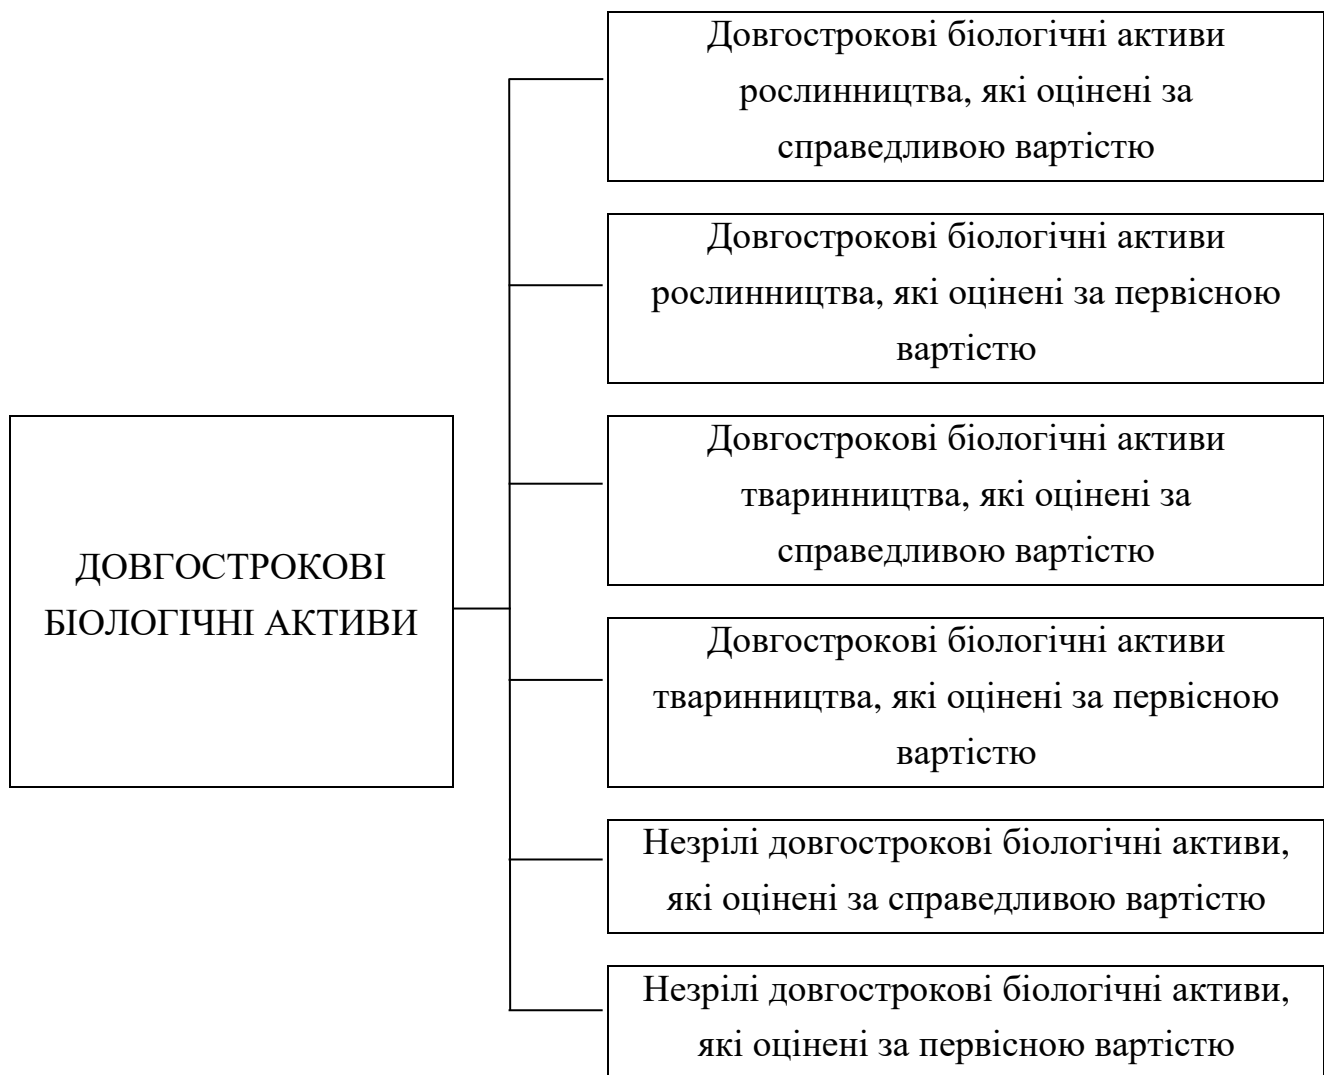 Довгострокові біологічні активи
рослинництва, які оцінені за
справедливою вартістю
Довгострокові біологічні активи
рослинництва, які оцінені за первісною
вартістю
Довгострокові біологічні активи
тваринництва, які оцінені за
справедливою вартістю
ДОВГОСТРОКОВІ
БІОЛОГІЧНІ АКТИВИ
Довгострокові біологічні активи
тваринництва, які оцінені за первісною
вартістю
Незрілі довгострокові біологічні активи,
які оцінені за справедливою вартістю
Незрілі довгострокові біологічні активи,
які оцінені за первісною вартістю